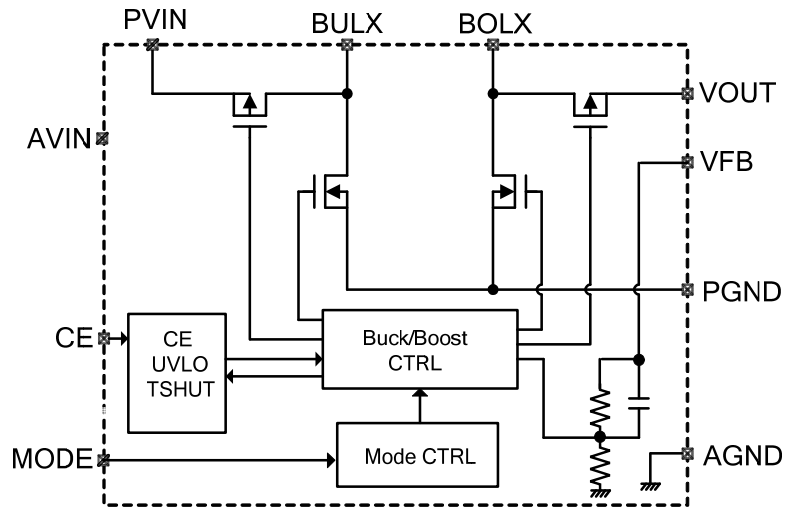 PVIN
BULX
BOLX
VOUT
AVIN
VFB
PGND
CE
CE
UVLO
TSHUT
Buck/Boost
CTRL
MODE
Mode CTRL
AGND